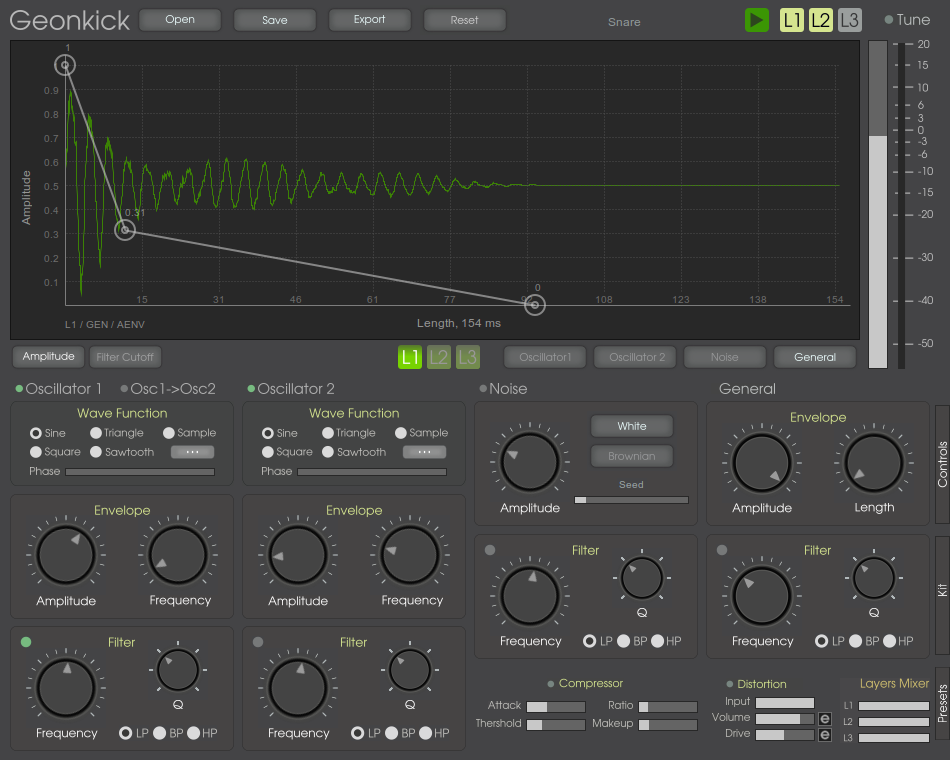 Geonkick Open Save Export Reset Snare L1 L2 L3 Tune
1
0.9
0.8
0.7
0.6
0.5
0.4
0.3
0.2
0.1
Amplitude
0.31
0
15 31 46 61 77 92 108 123 138 154
L1 / GEN / AENV Length, 154 ms
20
15
10
6
3
0
-3
-6
-10
-15
-20
-30
-40
-50
Amplitude Filter Cutoff L1 L2 L3 Oscillator1 Oscillator 2 Noise General
Oscillator 1 Osc1->Osc2 Oscillator 2 Noise General
Wave Function
Sine Triangle Sample
Square Sawtooth ...
Phase
Envelope
Amplitude Frequency
Filter
Frequency Q LP BP HP
Wave Function
Sine Triangle Sample
Square Sawtooth ...
Phase
Envelope
Amplitude Frequency
Filter
Frequency Q LP BP HP
White
Brownian
Seed
Amplitude
Filter
Q
Frequency LP BP HP
Compressor
Attack Ratio
Thershold Makeup
Envelope
Amplitude Length
Filter
Q
Frequency LP BP HP
Distortion Layers Mixer
Input L1
Volume e L2
Drive e L3
Controls
Kit
Presets